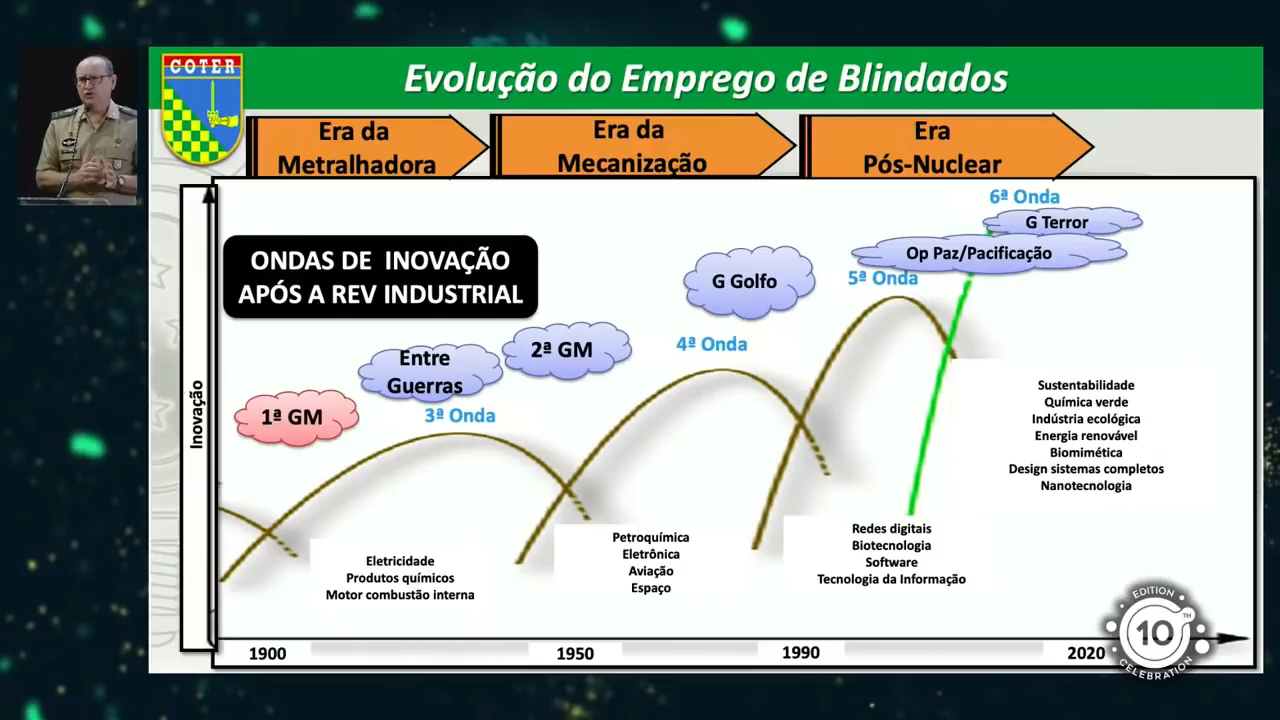 COTER
Evolução do Emprego de Blindados
Era da
Metralhadora
Era da
Mecanização
Era
Pós-Nuclear
6ª Onda
G Terror
Op Paz/Pacificação
5ª Onda
ONDAS DE INOVAÇÃO
APÓS A REV INDUSTRIAL
G Golfo
4ª Onda
2ª GM
Entre
Guerras
3ª Onda
1ª GM
Inovação
Sustentabilidade
Química verde
Indústria ecológica
Energia renovável
Biomimética
Design sistemas completos
Nanotecnologia
Redes digitais
Biotecnologia
Software
Tecnologia da Informação
Petroquímica
Eletrônica
Aviação
Espaço
Eletricidade
Produtos químicos
Motor combustão interna
1900
1950
1990
2020
EDITION
10TH
CELEBRATION